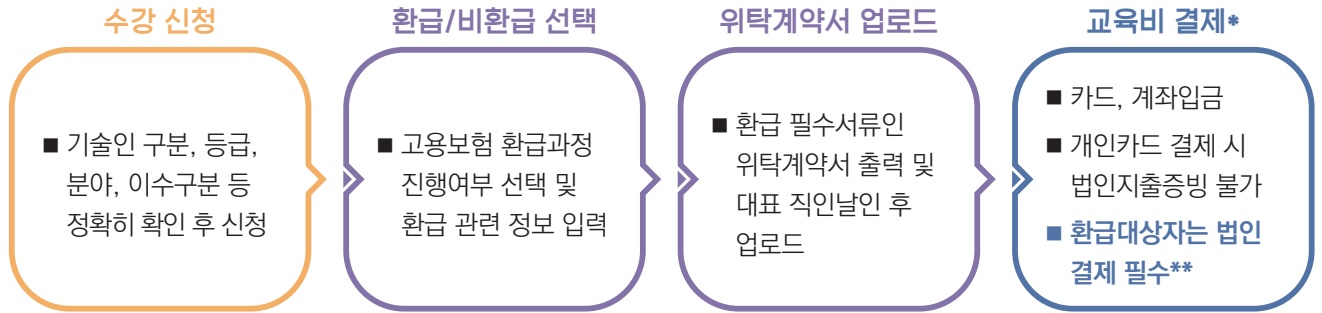 수강 신청
■ 기술인 구분, 등급,
분야, 이수구분 등
정확히 확인 후 신청
환급/비환급 선택
■ 고용보험 환급과정
진행여부 선택 및
환급 관련 정보 입력
위탁계약서 업로드
■ 환급 필수서류인
위탁계약서 출력 및
대표 직인날인 후
업로드
교육비 결제*
■ 카드, 계좌입금
■ 개인카드 결제 시
법인지출증빙 불가
■ 환급대상자는 법인
결제 필수**